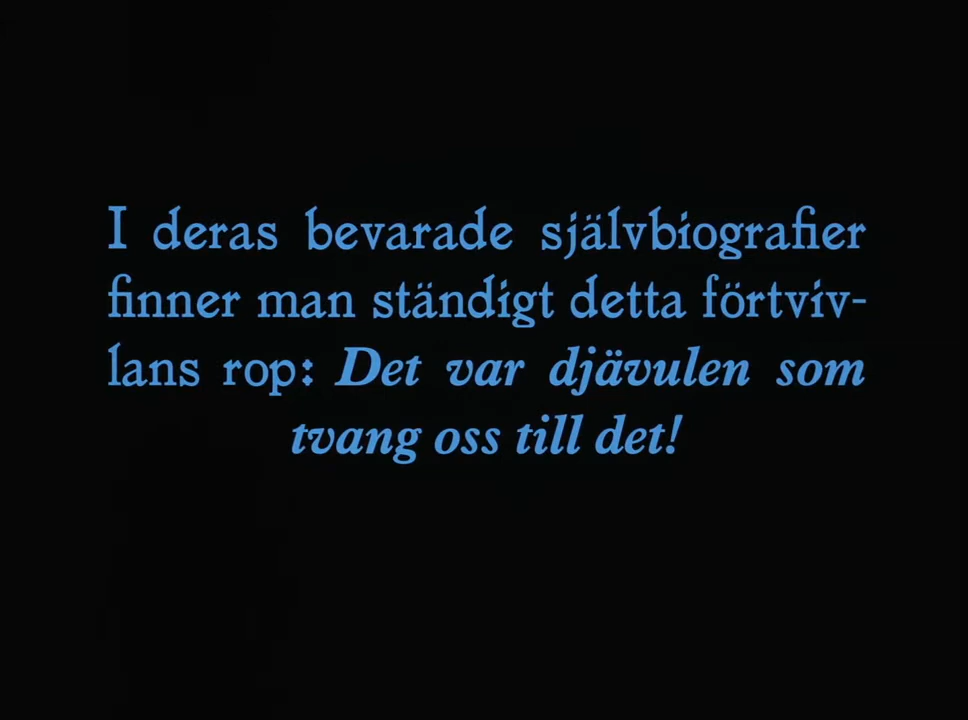 I deras bevarade självbiografier
finner man ständigt detta förtviv-
lans rop: Det var djävulen som
tvang oss till det!